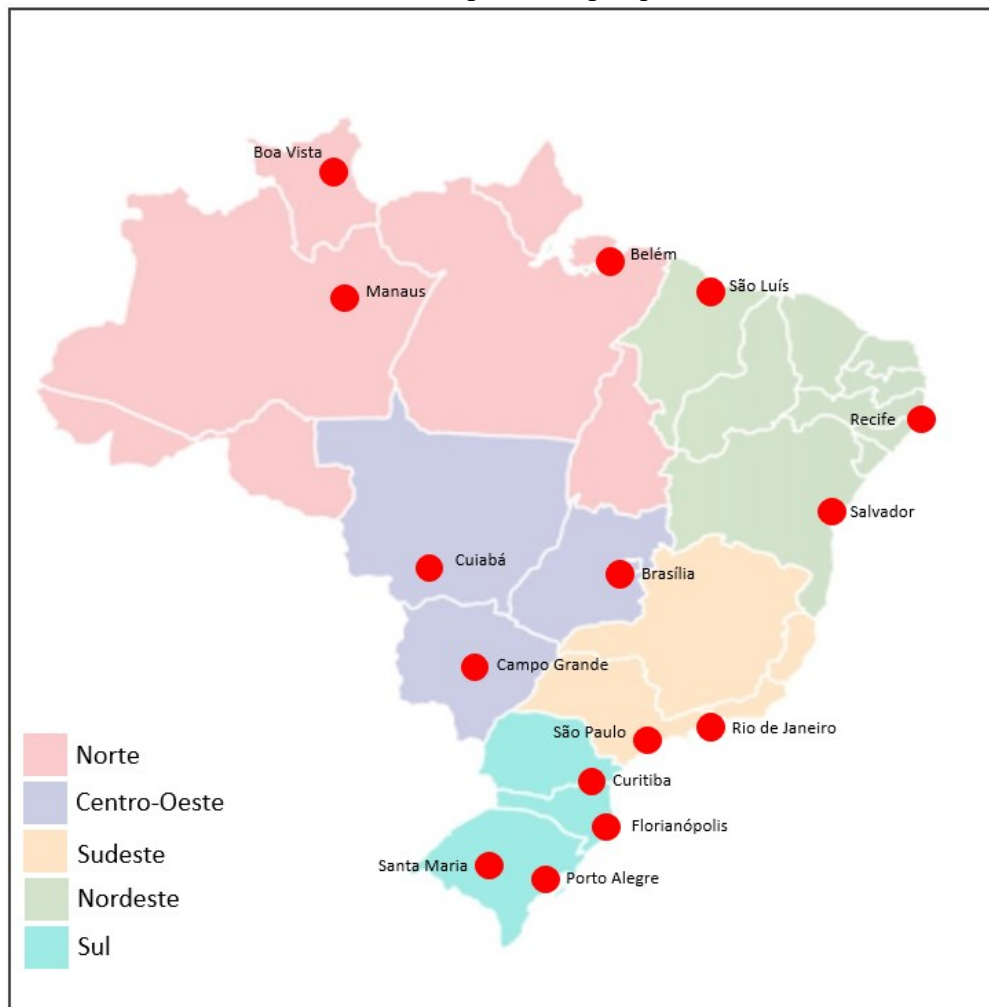 Boa Vista
Belém
São Luís
Manaus
Recife
Salvador
Cuiabá
Brasília
Campo Grande
São Paulo
Rio de Janeiro
Curitiba
Florianópolis
Santa Maria
Porto Alegre
Norte
Centro-Oeste
Sudeste
Nordeste
Sul